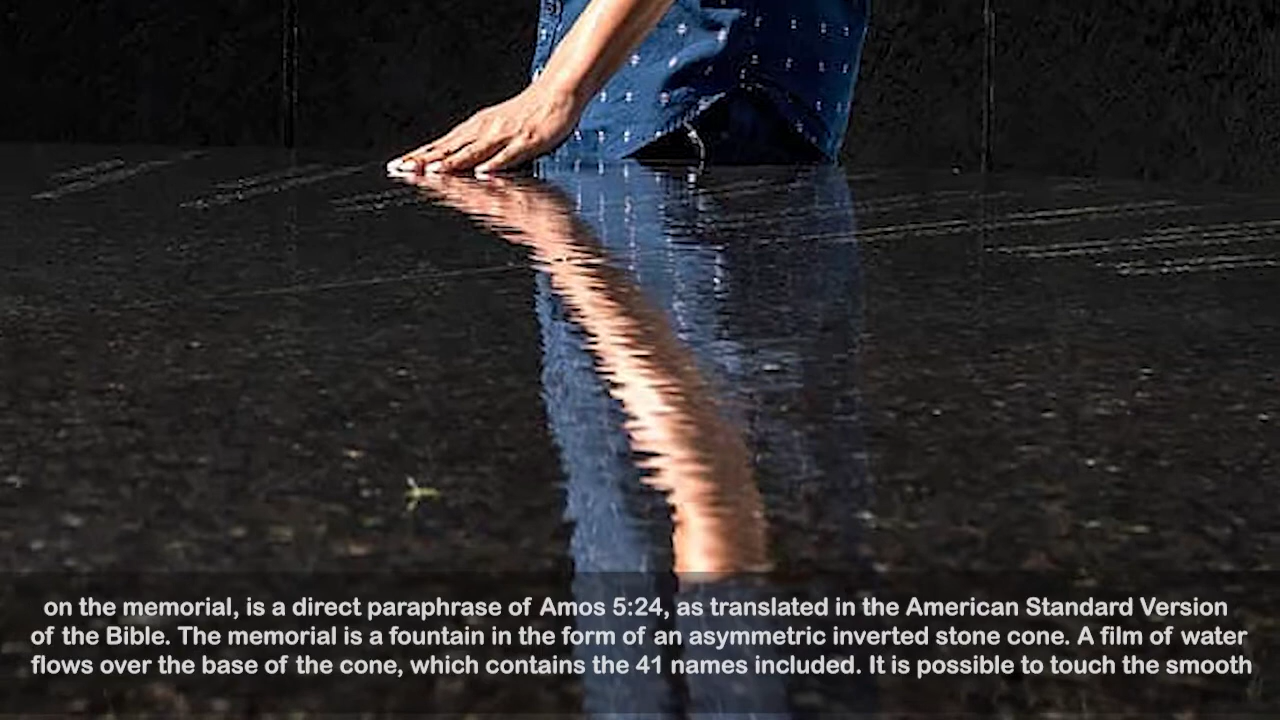 on the memorial, is a direct paraphrase of Amos 5:24, as translated in the American Standard Version
of the Bible. The memorial is a fountain in the form of an asymmetric inverted stone cone. A film of water
flows over the base of the cone, which contains the 41 names included. It is possible to touch the smooth